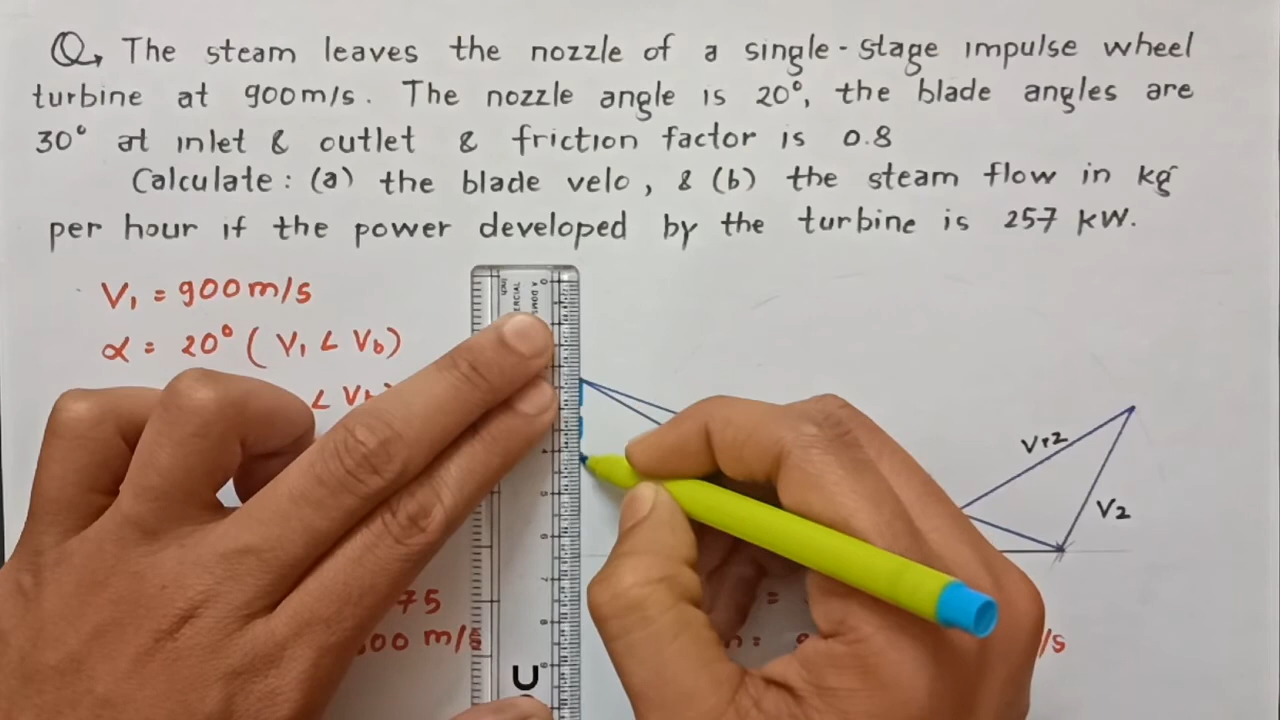 Q, The steam leaves the nozzle of a single-stage impulse wheel
turbine at 900m/s. The nozzle angle is 20°, the blade angles are
30° at inlet & outlet & friction factor is 0.8
Calculate: (a) the blade velo, & (b) the steam flow in kg
per hour if the power developed by the turbine is 257 kW.
V1 = 900m/s
α = 20° (V1 ∠ Vb)
Vr2
V2
75
00 m/s
/s